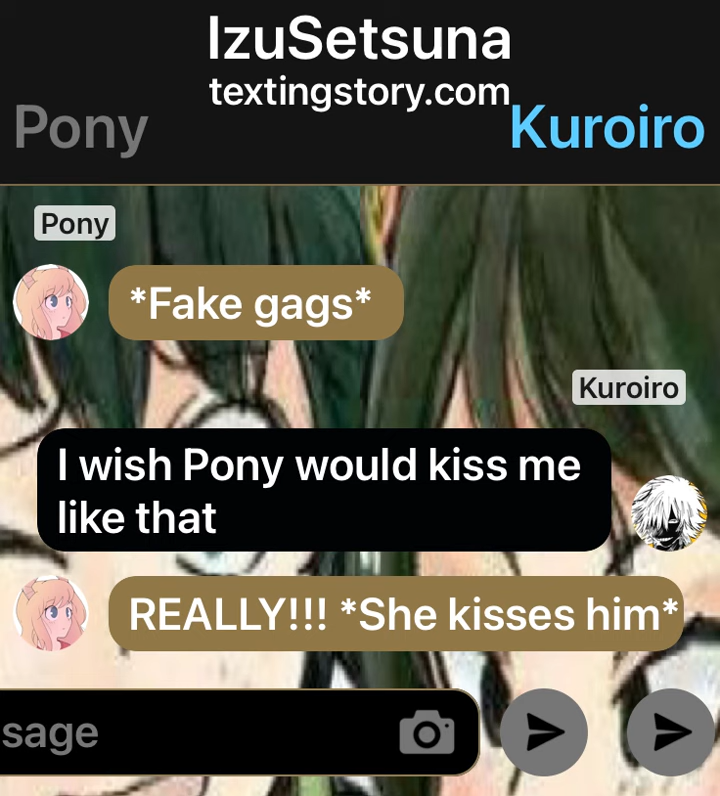 IzuSetsuna
textingstory.com
Pony
Kuroiro
Pony
*Fake gags*
Kuroiro
I wish Pony would kiss me
like that
REALLY!!! *She kisses him*
sage